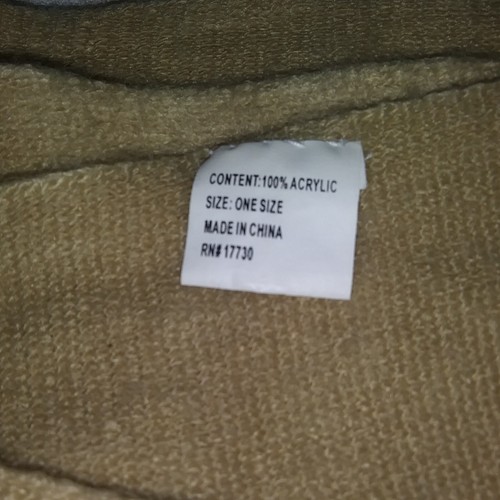 CONTENT:100% ACRYLIC
SIZE: ONE SIZE
MADE IN CHINA
RN# 17730